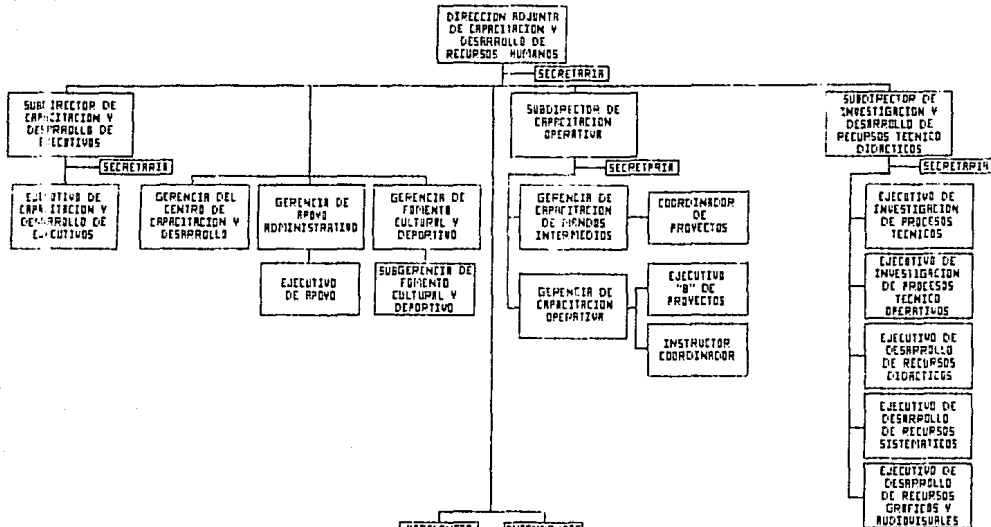 DIRECCION ADJUNTA
DE CAPACITACION Y
DESARROLLO DE
RECURSOS HUMANOS
SECRETARIA
SUBDIRECTOR DE
CAPACITACION Y
DESARROLLO DE
EJECUTIVOS
SECRETARIA
EJECUTIVO DE
CAPACITACION Y
DESARROLLO DE
EJECUTIVOS
GERENCIA DEL
CENTRO DE
CAPACITACION Y
DESARROLLO
GERENCIA DE
APOYO
ADMINISTRATIVO
EJECUTIVO
DE APOYO
GERENCIA DE
FOMENTO
CULTURAL Y
DEPORTIVO
SUBGERENCIA DE
FOMENTO
CULTURAL Y
DEPORTIVO
SUBDIRECTOR DE
CAPACITACION
OPERATIVA
SECRETARIA
GERENCIA DE
CAPACITACION
DE MANDOS
INTERMEDIOS
COORDINADOR
DE
PROYECTOS
GERENCIA DE
CAPACITACION
OPERATIVA
EJECUTIVO
"B" DE
PROYECTOS
INSTRUCTOR
COORDINADOR
SUBDIRECTOR DE
INVESTIGACION Y
DESARROLLO DE
RECURSOS TECNICO
DIDACTICOS
SECRETARIA
EJECUTIVO DE
INVESTIGACION
DE PROCESOS
TECNICOS
EJECUTIVO DE
INVESTIGACION
DE PROCESOS
TECNICO
OPERATIVOS
EJECUTIVO DE
DESARROLLO
DE RECURSOS
DIDACTICOS
EJECUTIVO DE
DESARROLLO
DE RECURSOS
SISTEMATICOS
EJECUTIVO DE
DESARROLLO
DE RECURSOS
GRAFICOS Y
AUDIOVISUALES